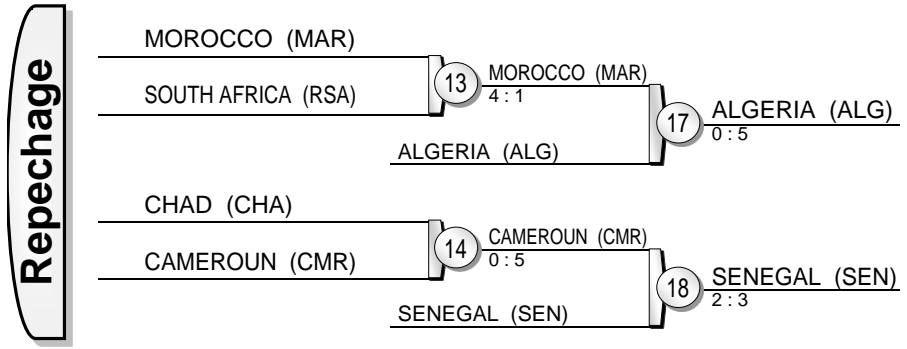 Repechage
MOROCCO (MAR)
SOUTH AFRICA (RSA)
13
MOROCCO (MAR)
4 : 1
ALGERIA (ALG)
17
ALGERIA (ALG)
0 : 5
CHAD (CHA)
CAMEROUN (CMR)
14
CAMEROUN (CMR)
0 : 5
SENEGAL (SEN)
18
SENEGAL (SEN)
2 : 3